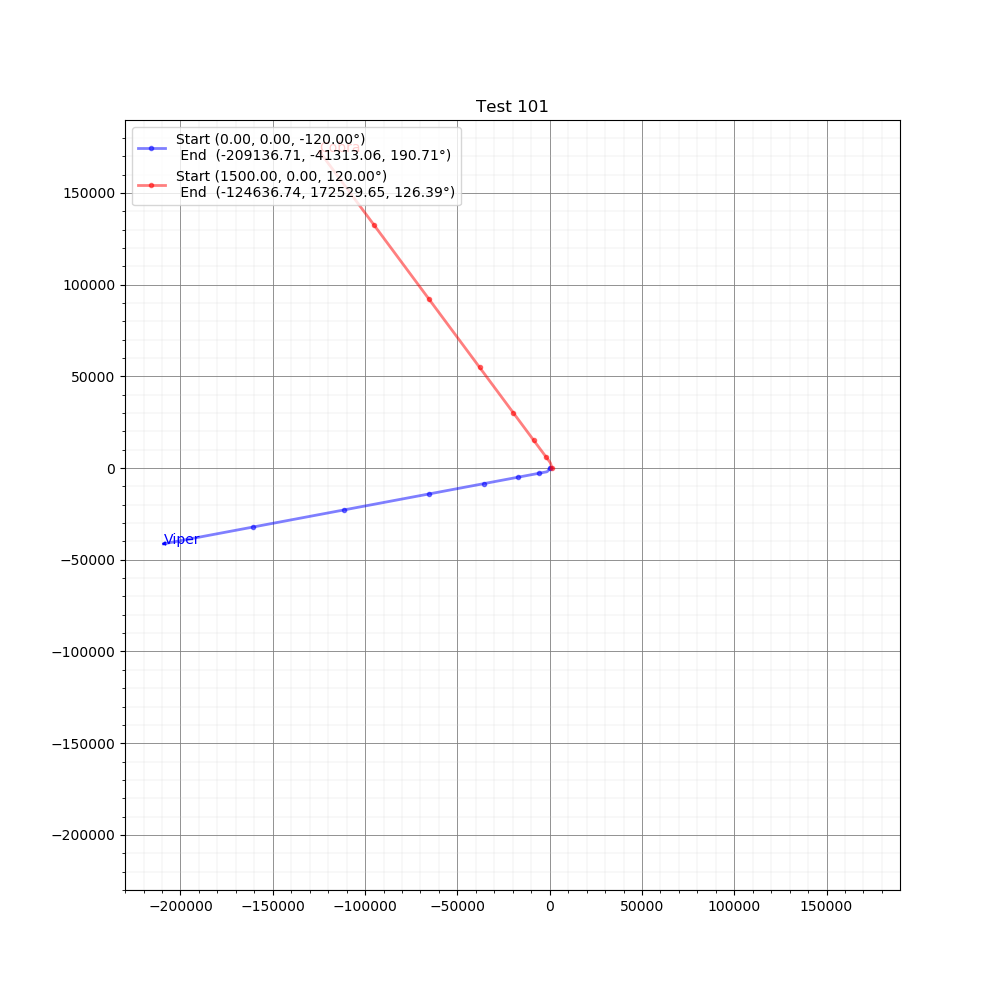 Test 101
Start (0.00, 0.00, -120.00°)
End (-209136.71, -41313.06, 190.71°)
Start (1500.00, 0.00, 120.00°)
End (-124636.74, 172529.65, 126.39°)
150000
100000
50000
0
−50000
−100000
−150000
−200000
Viper
−200000 −150000 −100000 −50000 0 50000 100000 150000